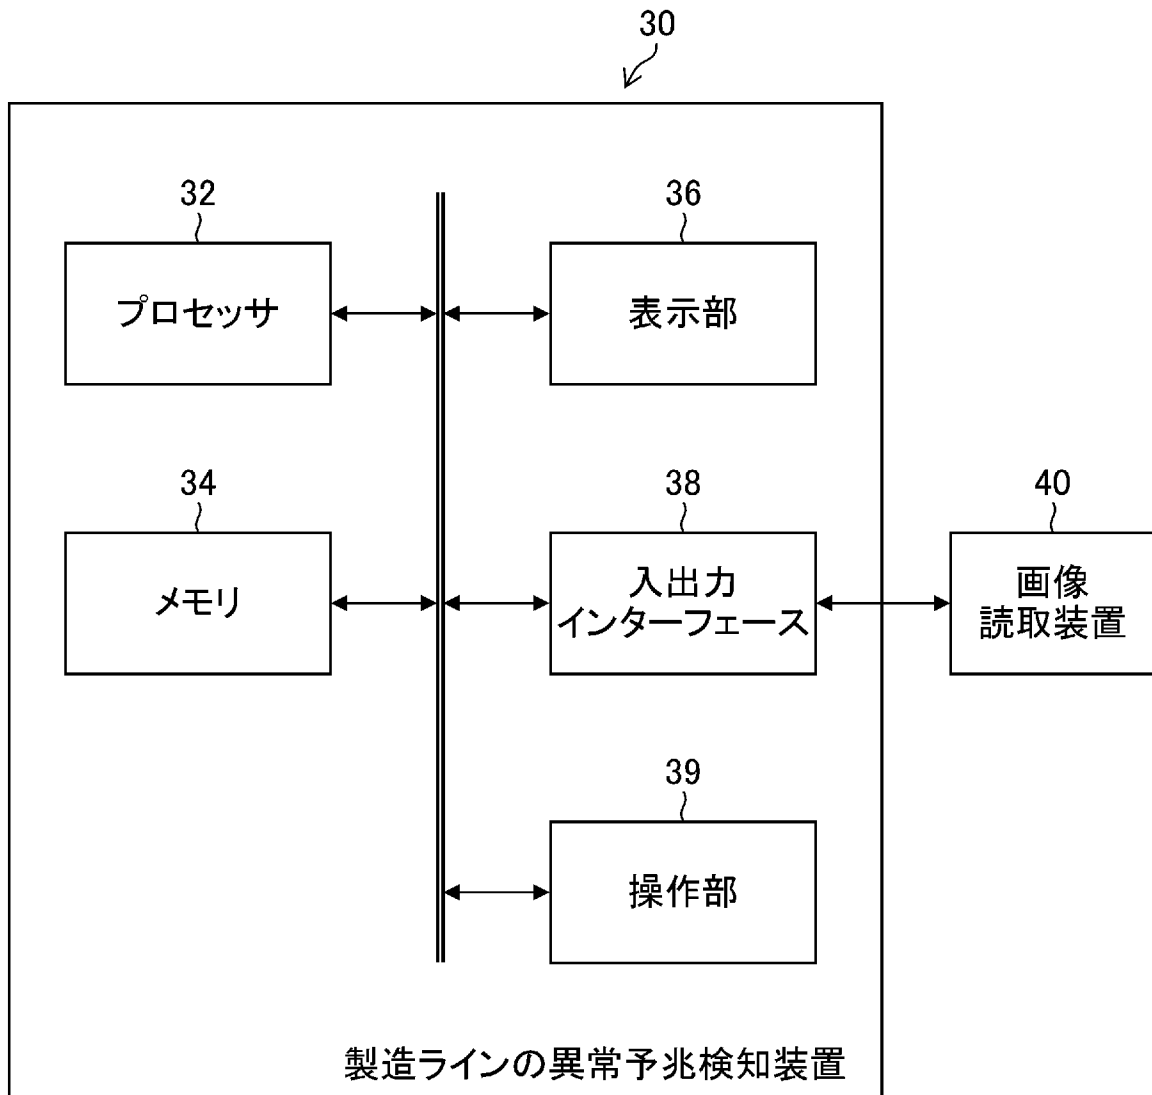 30
32
36
プロセッサ
表示部
34
38
40
メモリ
入出力
インターフェース
画像
読取装置
39
操作部
製造ラインの異常予兆検知装置